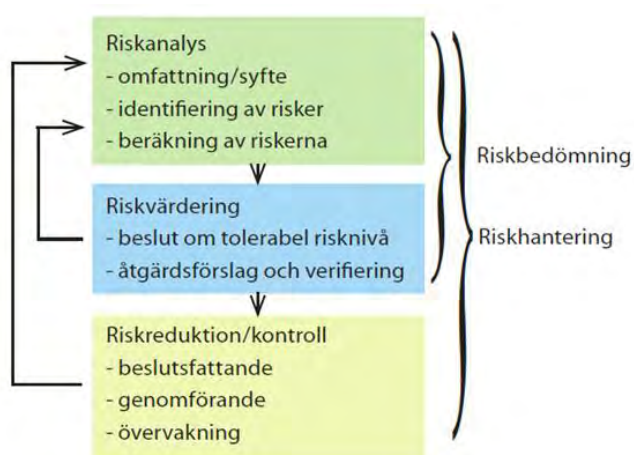 Riskanalys
- omfattning/syfte
- identifiering av risker
- beräkning av riskerna
Riskvärdering
- beslut om tolerabel risknivå
- åtgärdsförslag och verifiering
Riskreduktion/kontroll
- beslutsfattande
- genomförande
- övervakning
Riskbedömning
Riskhantering